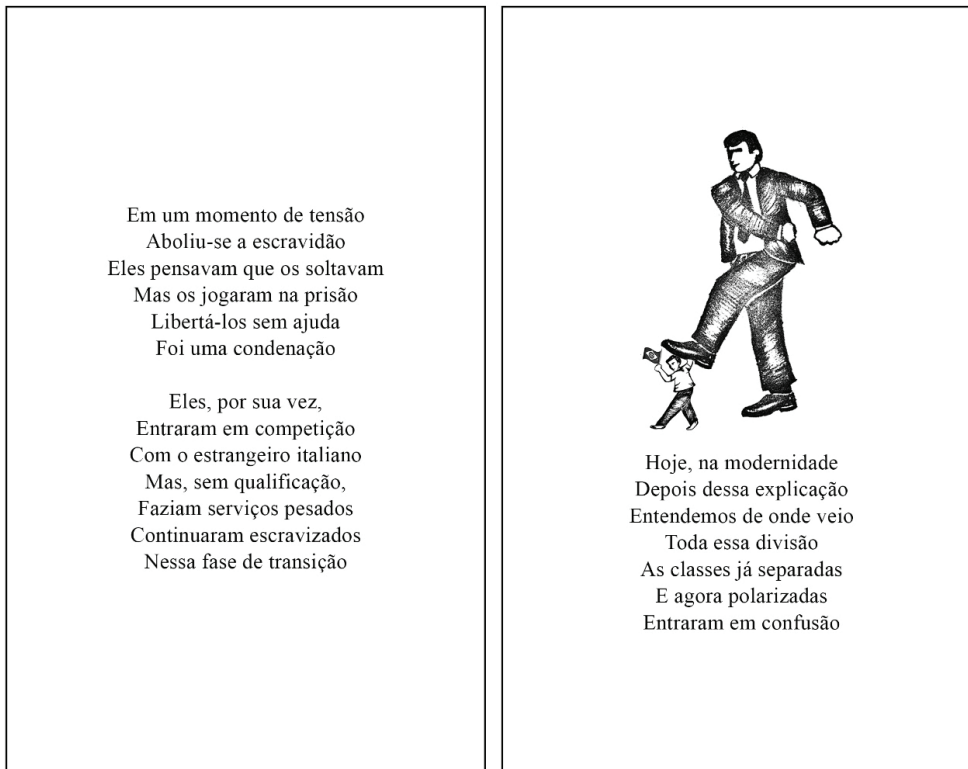 Em um momento de tensão
Aboliu-se a escravidão
Eles pensavam que os soltavam
Mas os jogaram na prisão
Libertá-los sem ajuda
Foi uma condenação
Eles, por sua vez,
Entraram em competição
Com o estrangeiro italiano
Mas, sem qualificação,
Faziam serviços pesados
Continuaram escravizados
Nessa fase de transição
Hoje, na modernidade
Depois dessa explicação
Entendemos de onde veio
Toda essa divisão
As classes já separadas
E agora polarizadas
Entraram em confusão